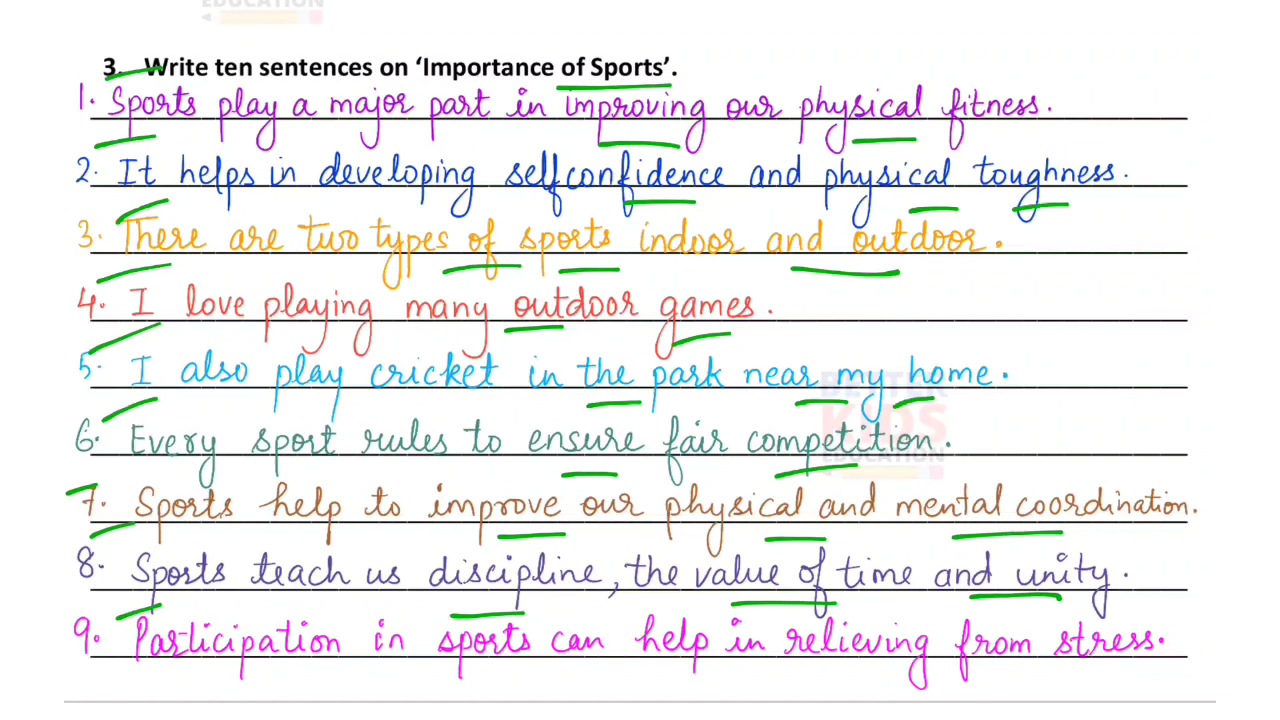 EDUCATION
3. Write ten sentences on ‘Importance of Sports’.
1. Sports play a major part in improving our physical fitness.
2. It helps in developing selfconfidence and physical toughness.
3. There are two types of sports indoor and outdoor.
4. I love playing many outdoor games.
5. I also play cricket in the park near my home.
BETTER
KIDS
6. Every sport rules to ensure fair competition.
EDUCATION
7. Sports help to improve our physical and mental coordination.
8. Sports teach us discipline, the value of time and unity.
9. Participation in sports can help in relieving from stress.